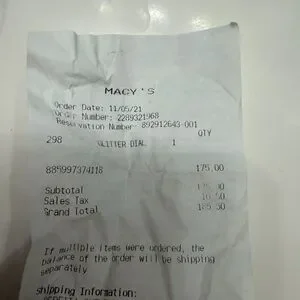 MACY'S
Order Date: 11/05/21
Order Number: 2289321968
Reservation Number: 892912643-001
QTY
298 GLITTER DIAL 1
885997374118 175.00
Subtotal
Sales Tax
Grand Total
If multiple items were ordered, the
balance of the order will be shipping
separately
Shipping Information: